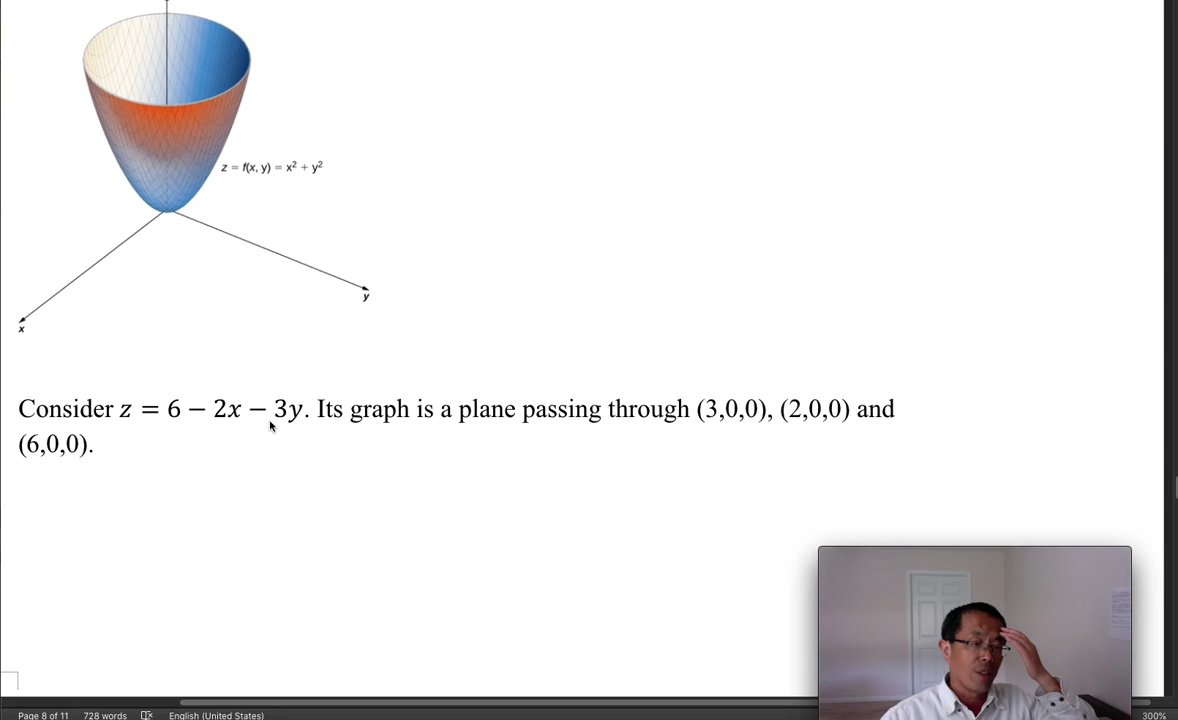 z = f(x, y) = x² + y²
y
x
Consider z = 6 − 2x − 3y. Its graph is a plane passing through (3,0,0), (2,0,0) and
(6,0,0).
Page 8 of 11 728 words English (United States) 300%